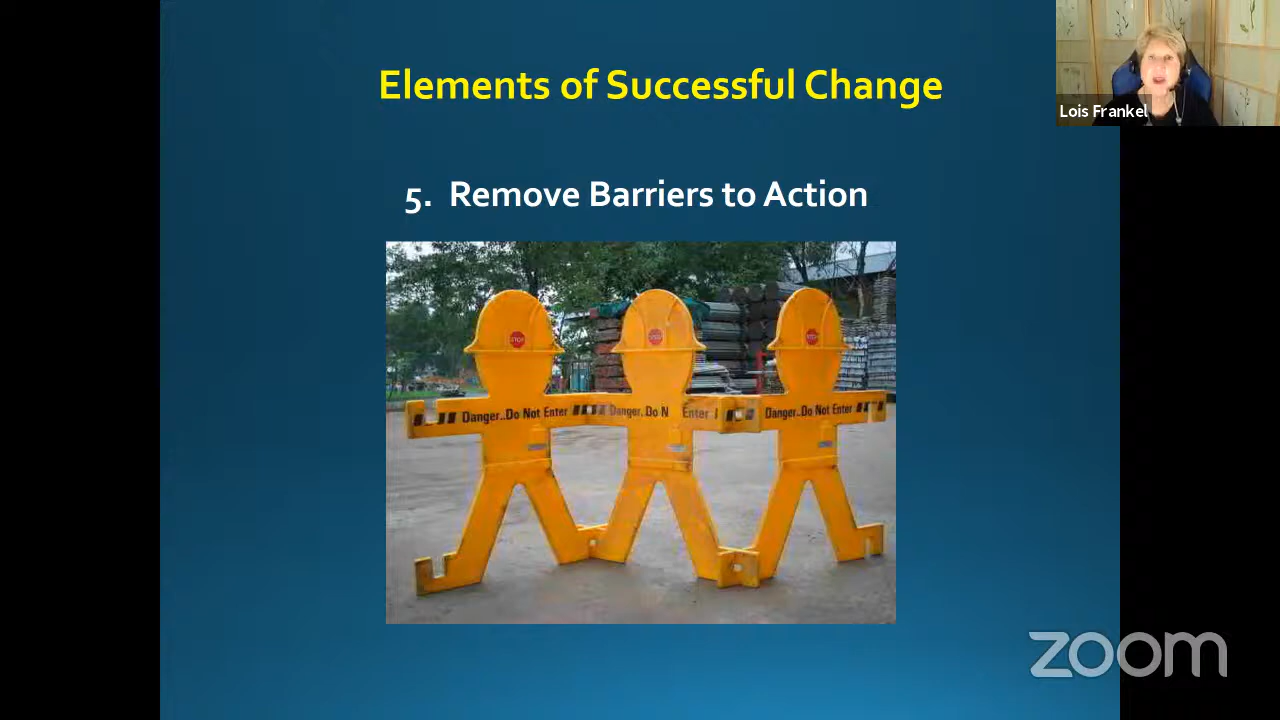 Elements of Successful Change
Lois Frankel
5. Remove Barriers to Action
STOP STOP STOP
Danger..Do Not Enter Danger. Do N Enter Danger..Do Not Enter
zoom